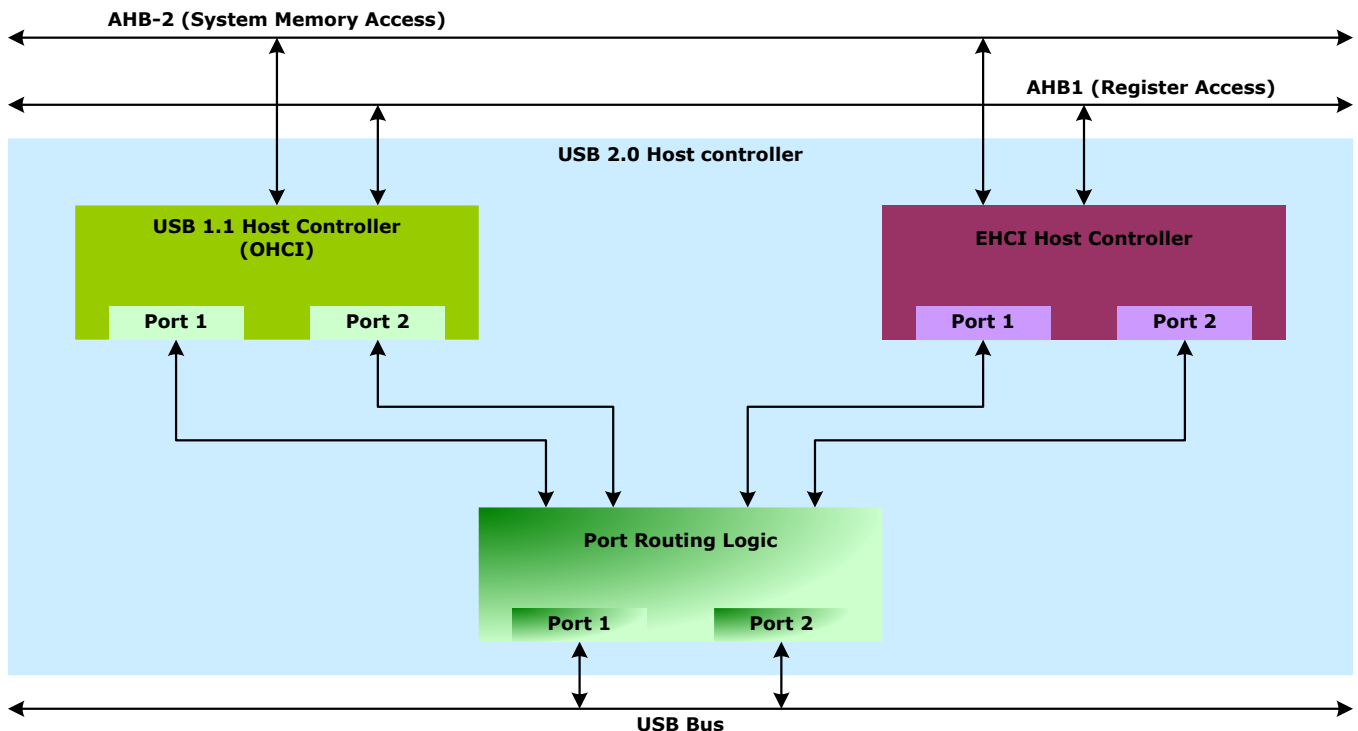 AHB-2 (System Memory Access)
AHB1 (Register Access)
USB 2.0 Host controller
USB 1.1 Host Controller
(OHCI)
EHCI Host Controller
Port 1
Port 2
Port 1
Port 2
Port Routing Logic
Port 1
Port 2
USB Bus